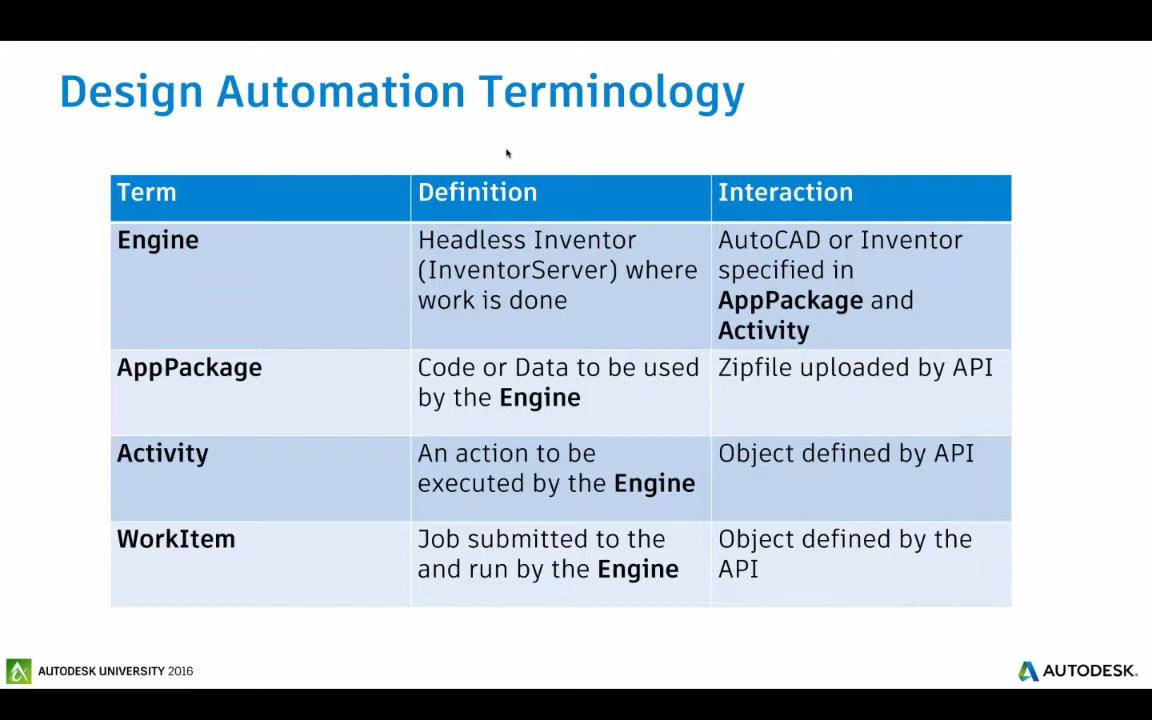 Design Automation Terminology
Term
Definition
Interaction
Engine
Headless Inventor
(InventorServer) where
work is done
AutoCAD or Inventor
specified in
AppPackage and
Activity
AppPackage
Code or Data to be used
by the Engine
Zipfile uploaded by API
Activity
An action to be
executed by the Engine
Object defined by API
WorkItem
Job submitted to the
and run by the Engine
Object defined by the
API
AUTODESK UNIVERSITY 2016
AUTODESK.